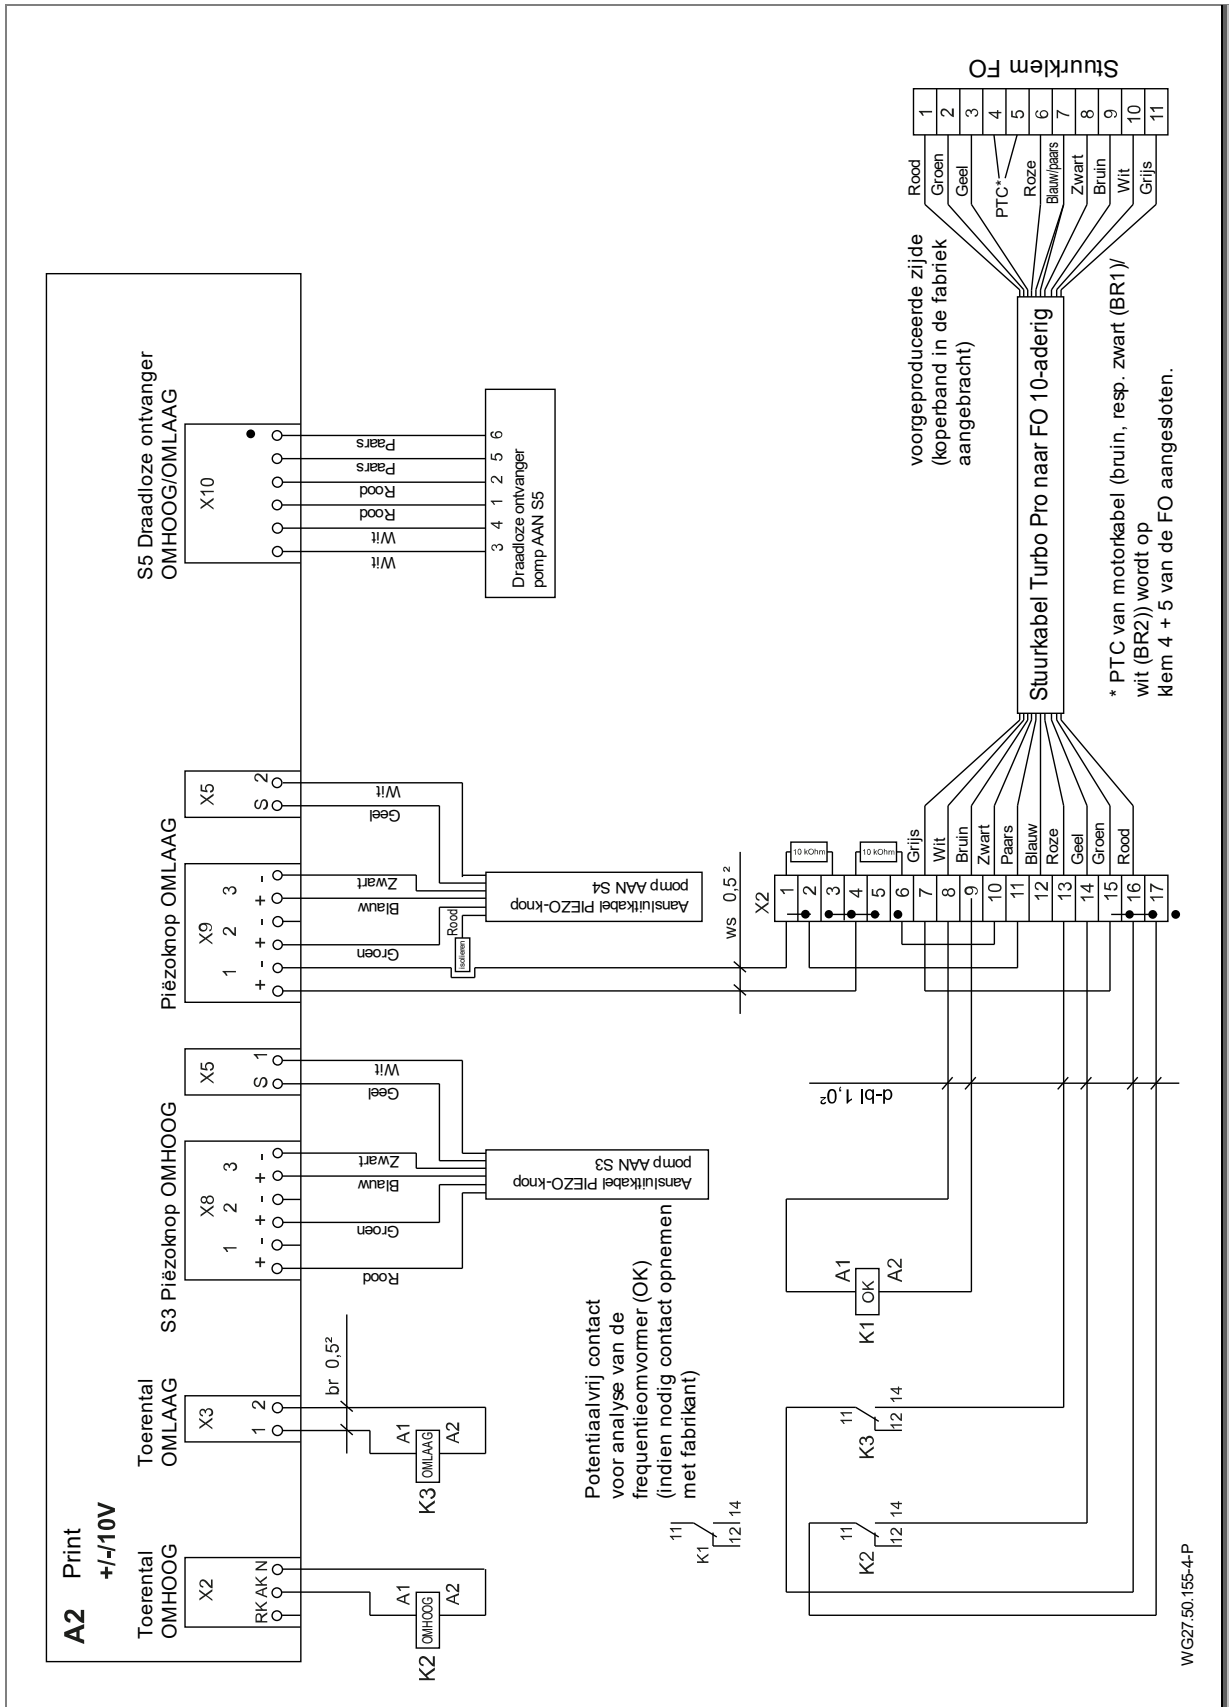 A2 Print
+/-/10V
Toerental
OMHOOG
X2
RK AK N
A1
OMHOOG
A2
K2
Toerental
OMLAAG
X3
1 2
br 0,5²
A1
OMLAAG
A2
K3
S3 Piëzoknop OMHOOG
X8
1 2 3
+ - + - + -
Rood
Groen
Blauw
Zwart
X5
S 1
Geel
Wit
Aansluitkabel PIEZO-knop
pomp AAN S3
Piëzoknop OMLAAG
X9
1 2 3
+ - + - + -
Groen
Blauw
Zwart
Rood
isolieren
X5
S 2
Geel
Wit
Aansluitkabel PIEZO-knop
pomp AAN S4
S5 Draadloze ontvanger
OMHOOG/OMLAAG
X10
Wit
Wit
Rood
Rood
Paars
Paars
3 4 1 2 5 6
Draadloze ontvanger
pomp AAN S5
Potentiaalvrij contact
voor analyse van de
frequentieomvormer (OK)
(indien nodig contact opnemen
met fabrikant)
11
12 14
K1
ws 0,5²
X2
10 kOhm
10 kOhm
1
2
3
4
5
6
7
8
9
10
11
12
13
14
15
16
17
Grijs
Wit
Bruin
Zwart
Paars
Blauw
Roze
Geel
Groen
Rood
d-bl 1,0²
A1
OK
A2
K1
11
12 14
K3
11
12 14
K2
Stuurkabel Turbo Pro naar FO 10-aderig
voorgeproduceerde zijde
(koperband in de fabriek
aangebracht)
Rood
Groen
Geel
PTC*
Roze
Blauw/paars
Zwart
Bruin
Wit
Grijs
1
2
3
4
5
6
7
8
9
10
11
Stuurklem FO
* PTC van motorkabel (bruin, resp. zwart (BR1)/
wit (BR2)) wordt op
klem 4 + 5 van de FO aangesloten.
WG27.50.155-4-P